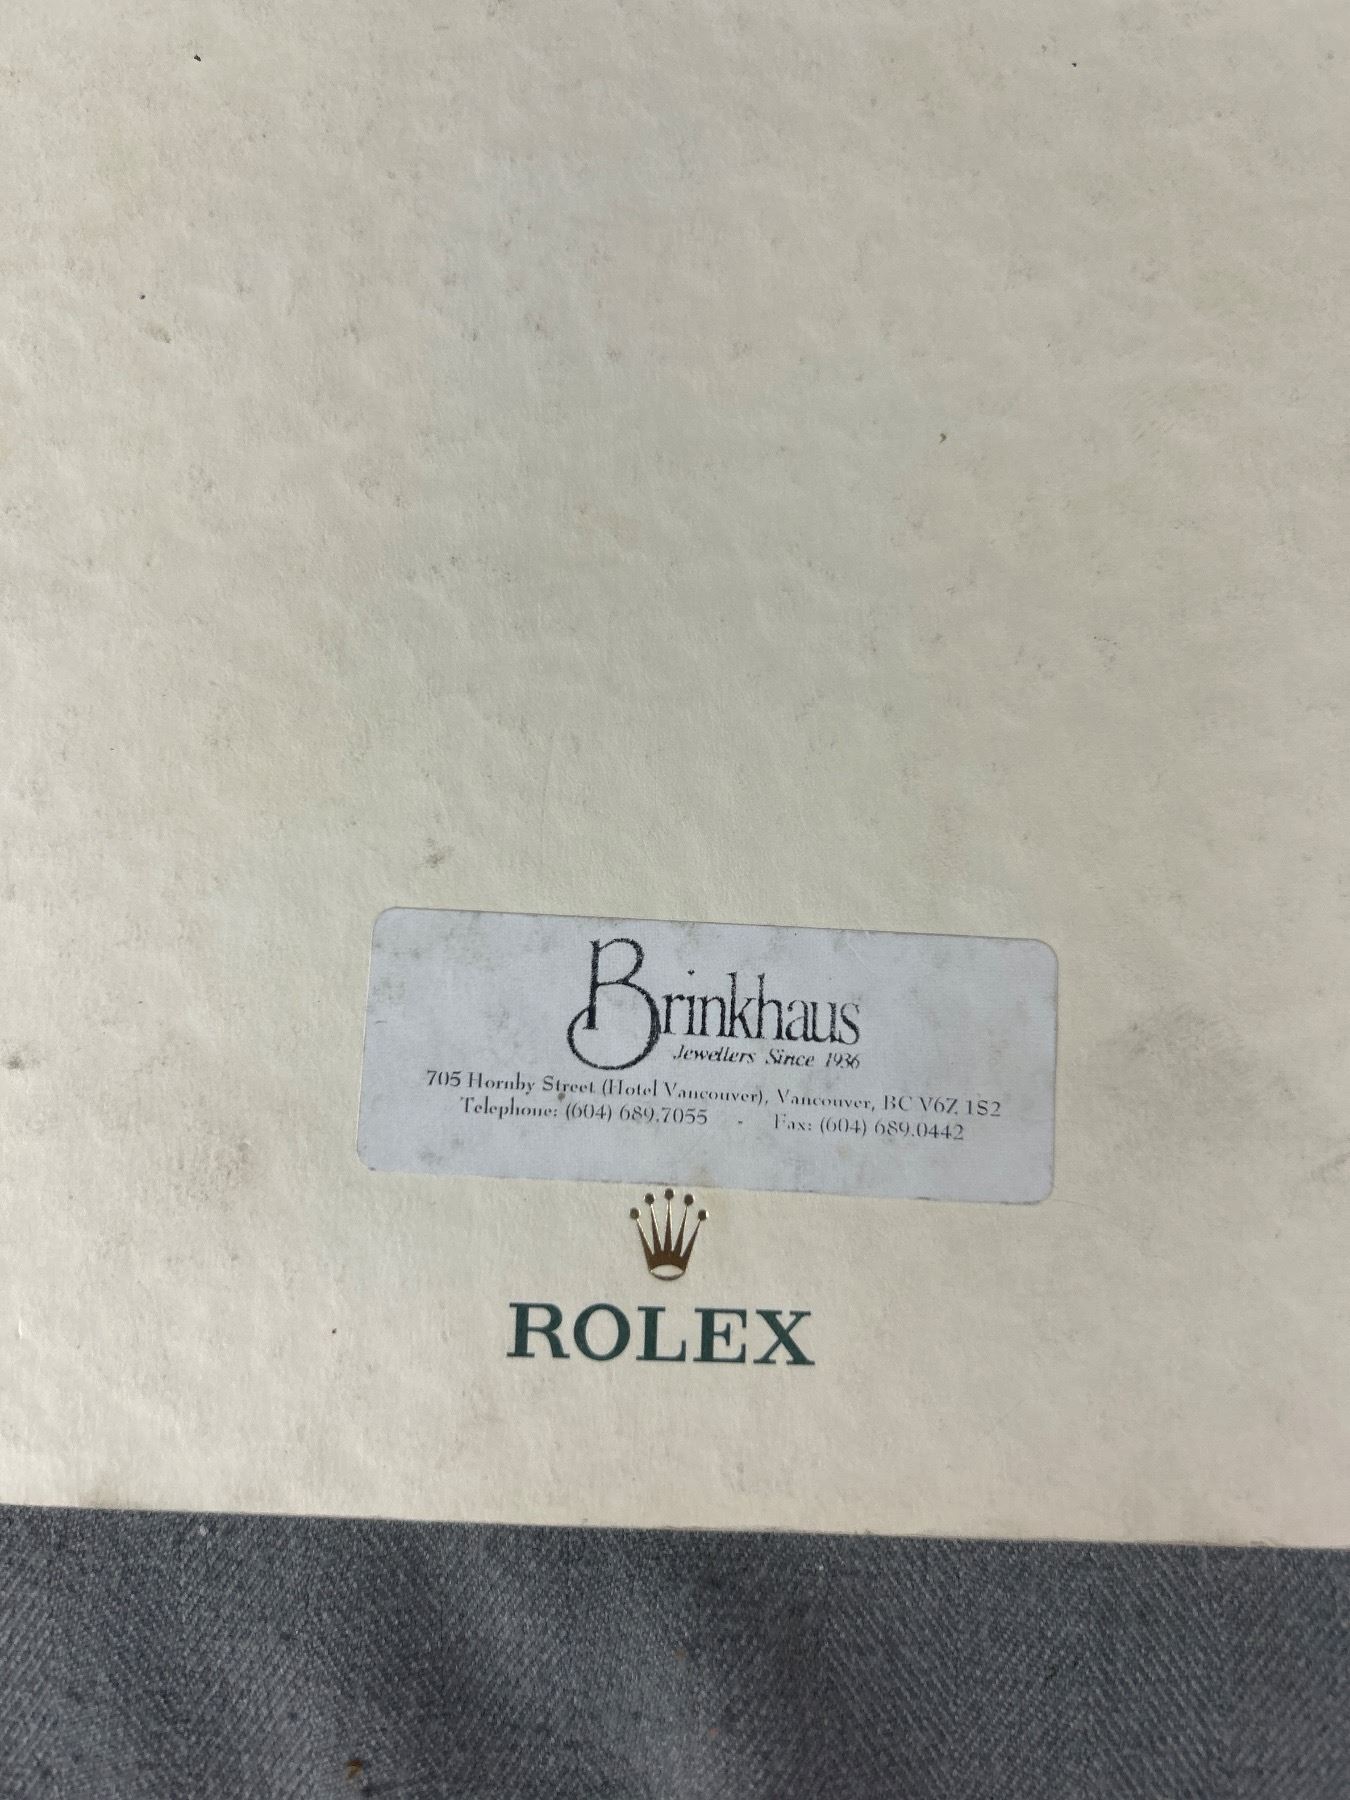 Brinkhaus
Jewellers Since 1936
705 Hornby Street (Hotel Vancouver), Vancouver, BC V6Z 1S2
Telephone: (604) 689.7055 - Fax: (604) 689.0442
ROLEX